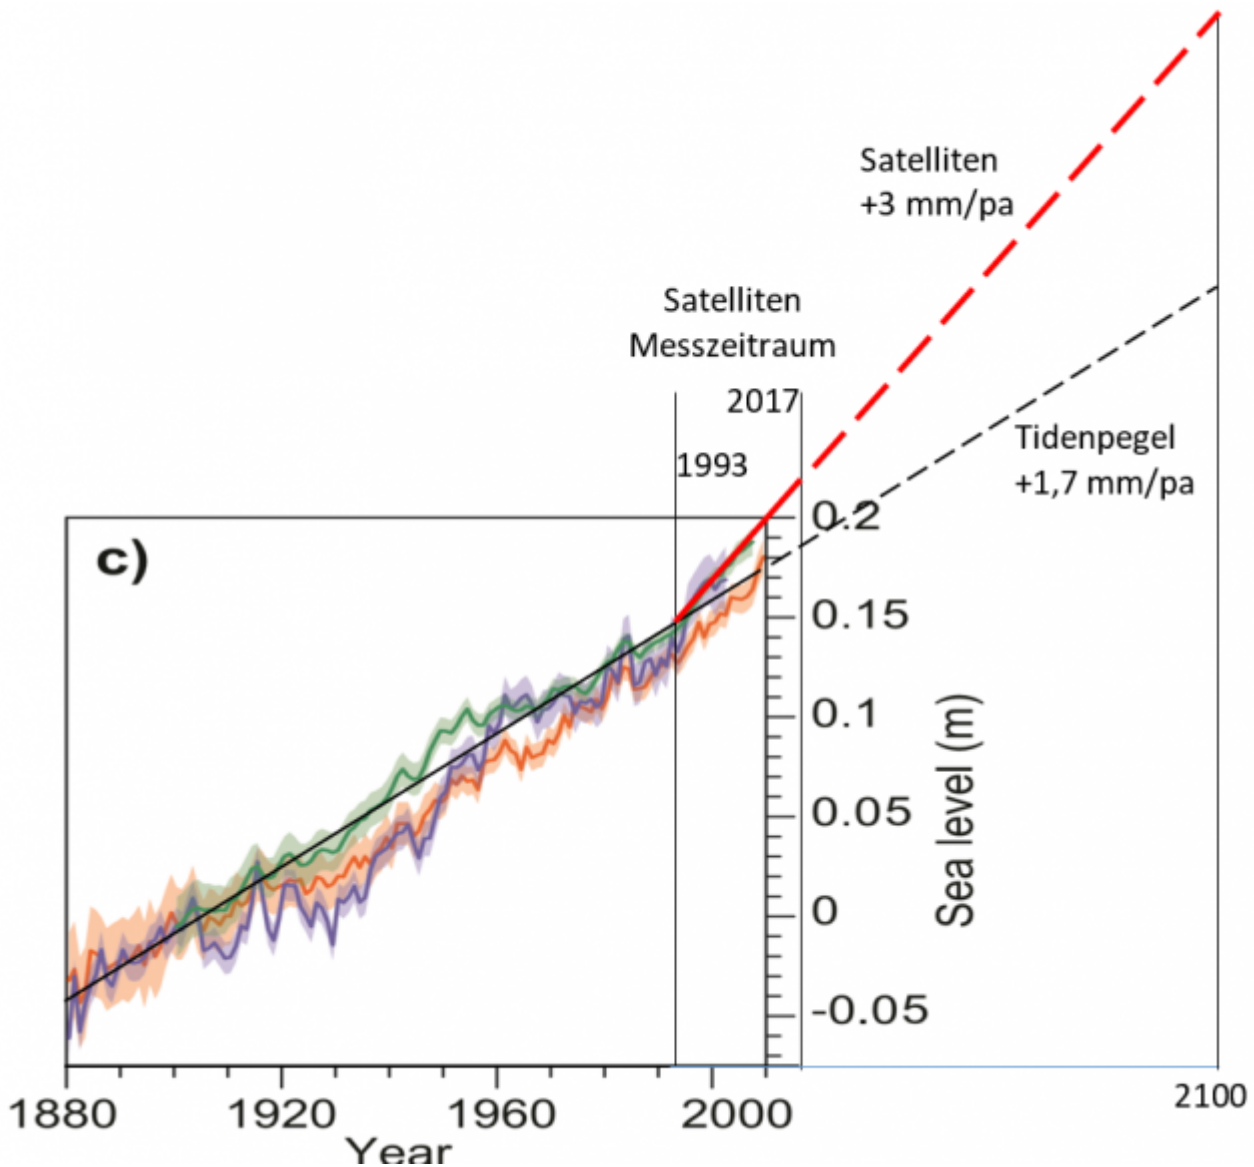 Satelliten
+3 mm/pa
Satelliten
Messzeitraum
2017
1993
Tidenpegel
+1,7 mm/pa
c)
0.2
0.15
0.1
0.05
0
-0.05
Sea level (m)
1880 1920 1960 2000 2100
Year